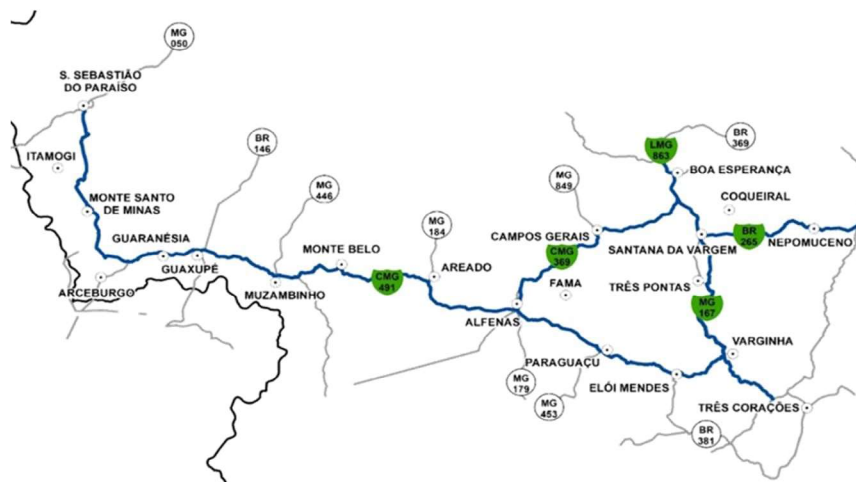 MG
050
S. SEBASTIÃO
DO PARAÍSO
ITAMOGI
BR
146
MG
446
MONTE SANTO
DE MINAS
GUARANÉSIA
GUAXUPÉ
ARCEBURGO
MUZAMBINHO
MONTE BELO
CMG
491
MG
184
AREADO
ALFENAS
MG
849
CAMPOS GERAIS
CMG
369
FAMA
LMG
863
BR
369
BOA ESPERANÇA
COQUEIRAL
SANTANA DA VARGEM
BR
265
NEPOMUCENO
TRÊS PONTAS
MG
167
VARGINHA
PARAGUAÇU
MG
179
MG
453
ELÓI MENDES
TRÊS CORAÇÕES
BR
381